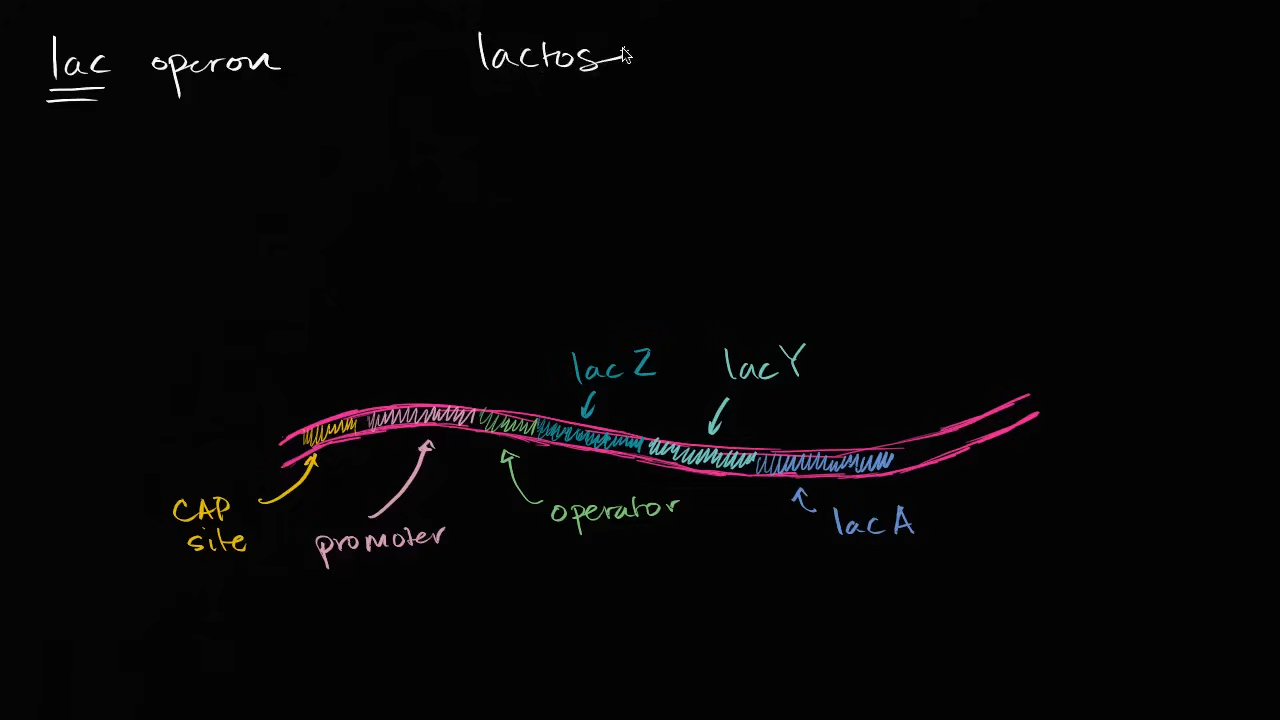 lac operon
lactos
lac Z
lac Y
CAP
site
promoter
operator
lac A